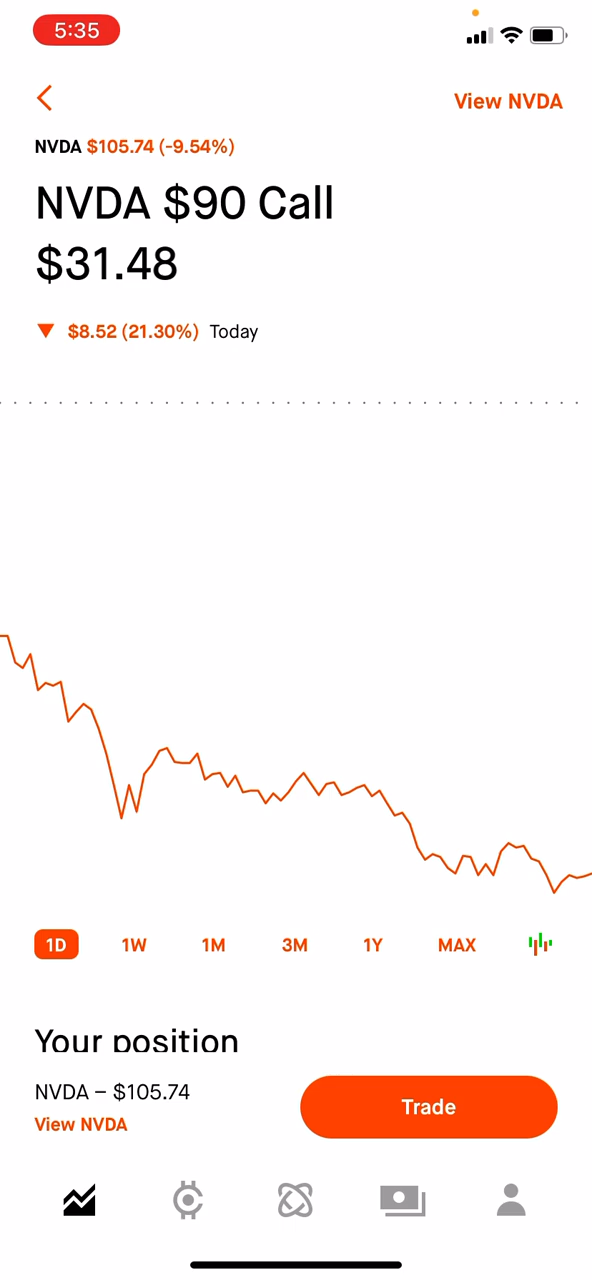 5:35
View NVDA
NVDA $105.74 (-9.54%)
NVDA $90 Call
$31.48
▼ $8.52 (21.30%) Today
1D 1W 1M 3M 1Y MAX
Your position
NVDA – $105.74
View NVDA
Trade